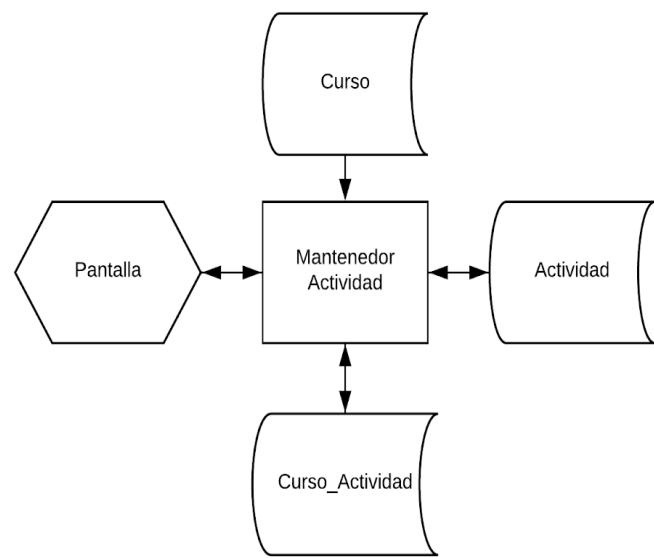 Curso
Pantalla
Mantenedor
Actividad
Actividad
Curso_Actividad